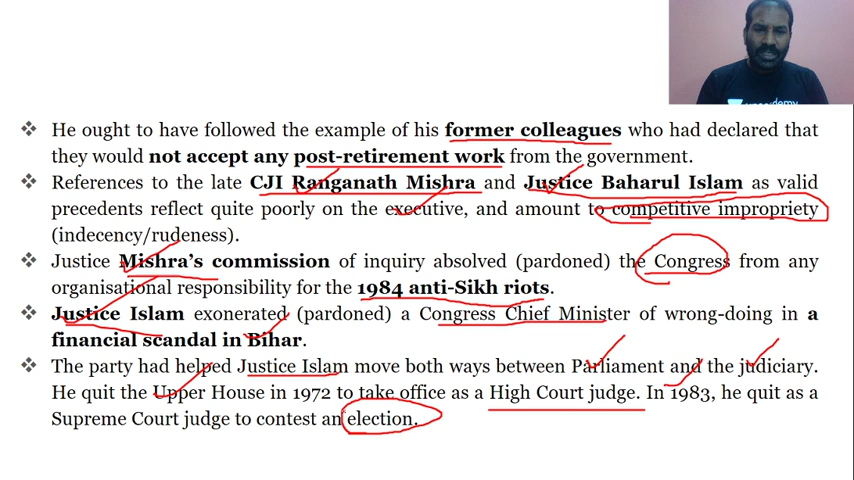 ❖ He ought to have followed the example of his former colleagues who had declared that
they would not accept any post-retirement work from the government.
❖ References to the late CJI Ranganath Mishra and Justice Baharul Islam as valid
precedents reflect quite poorly on the executive, and amount to competitive impropriety
(indecency/rudeness).
❖ Justice Mishra's commission of inquiry absolved (pardoned) the Congress from any
organisational responsibility for the 1984 anti-Sikh riots.
❖ Justice Islam exonerated (pardoned) a Congress Chief Minister of wrong-doing in a
financial scandal in Bihar.
❖ The party had helped Justice Islam move both ways between Parliament and the judiciary.
He quit the Upper House in 1972 to take office as a High Court judge. In 1983, he quit as a
Supreme Court judge to contest an election.